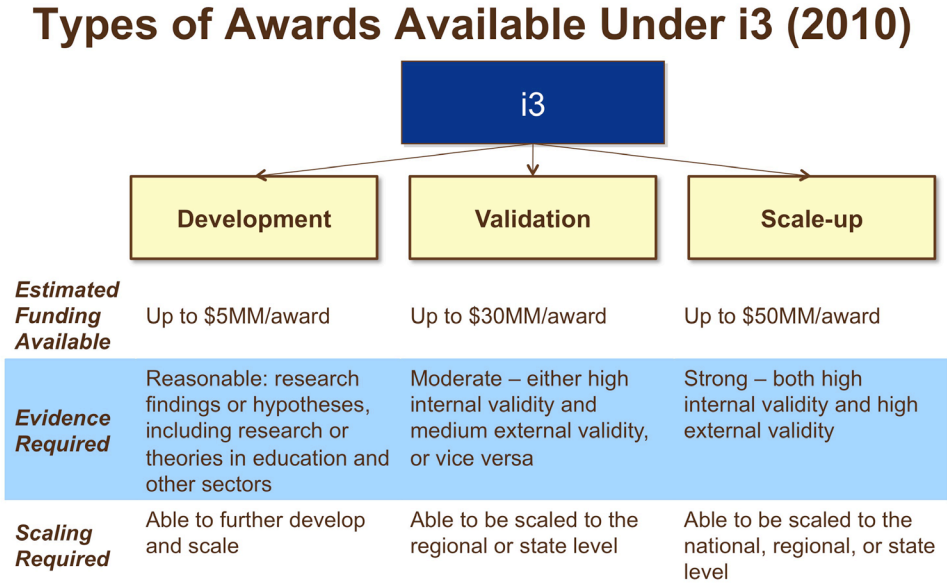 Types of Awards Available Under i3 (2010)
i3
Development
Validation
Scale-up
Estimated
Funding
Available
Up to $5MM/award
Up to $30MM/award
Up to $50MM/award
Evidence
Required
Reasonable: research
findings or hypotheses,
including research or
theories in education and
other sectors
Moderate – either high
internal validity and
medium external validity,
or vice versa
Strong – both high
internal validity and high
external validity
Scaling
Required
Able to further develop
and scale
Able to be scaled to the
regional or state level
Able to be scaled to the
national, regional, or state
level